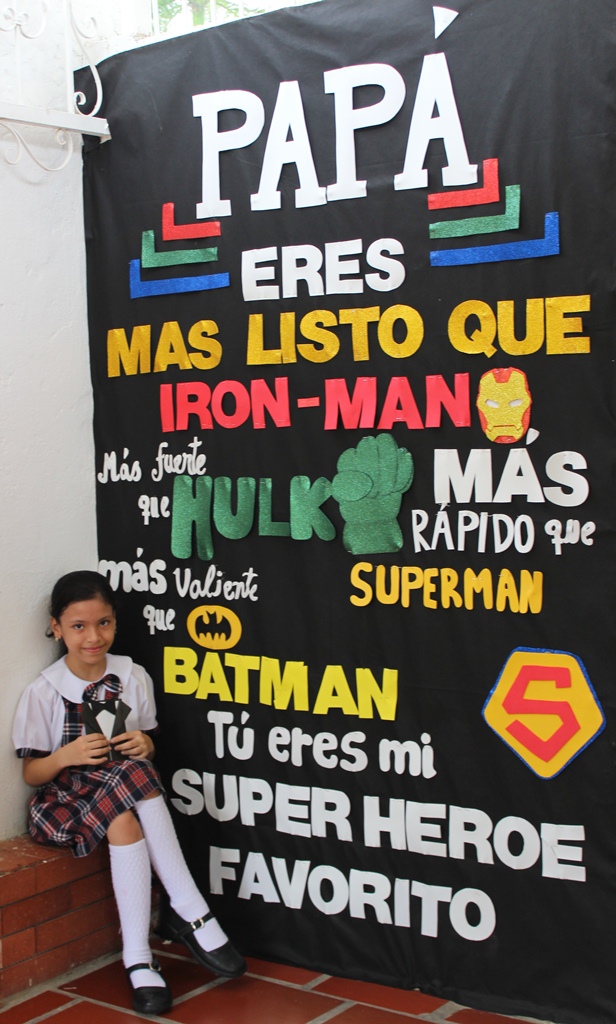 PAPÁ
ERES
MAS LISTO QUE
IRON-MAN
Más fuerte que HULK
MÁS RÁPIDO que SUPERMAN
S
más Valiente que BATMAN
Tú eres mi
SUPER HEROE
FAVORITO